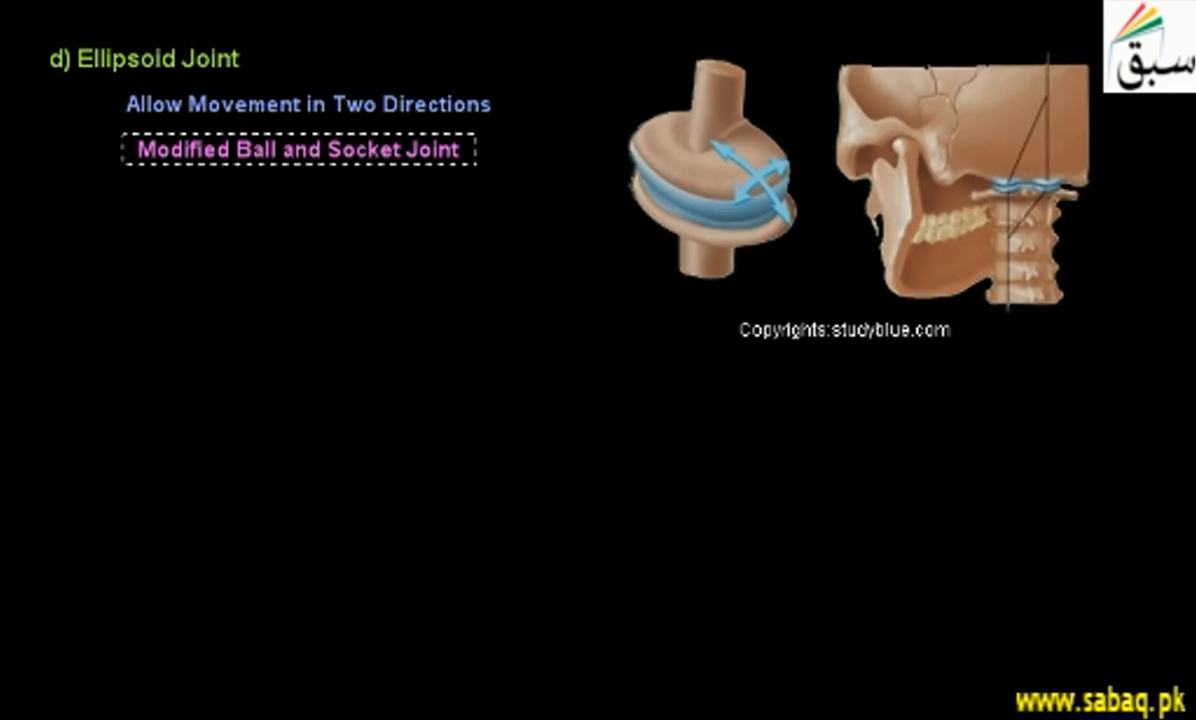 سبق
d) Ellipsoid Joint
Allow Movement in Two Directions
Modified Ball and Socket Joint
Copyrights:studyblue.com
www.sabaq.pk